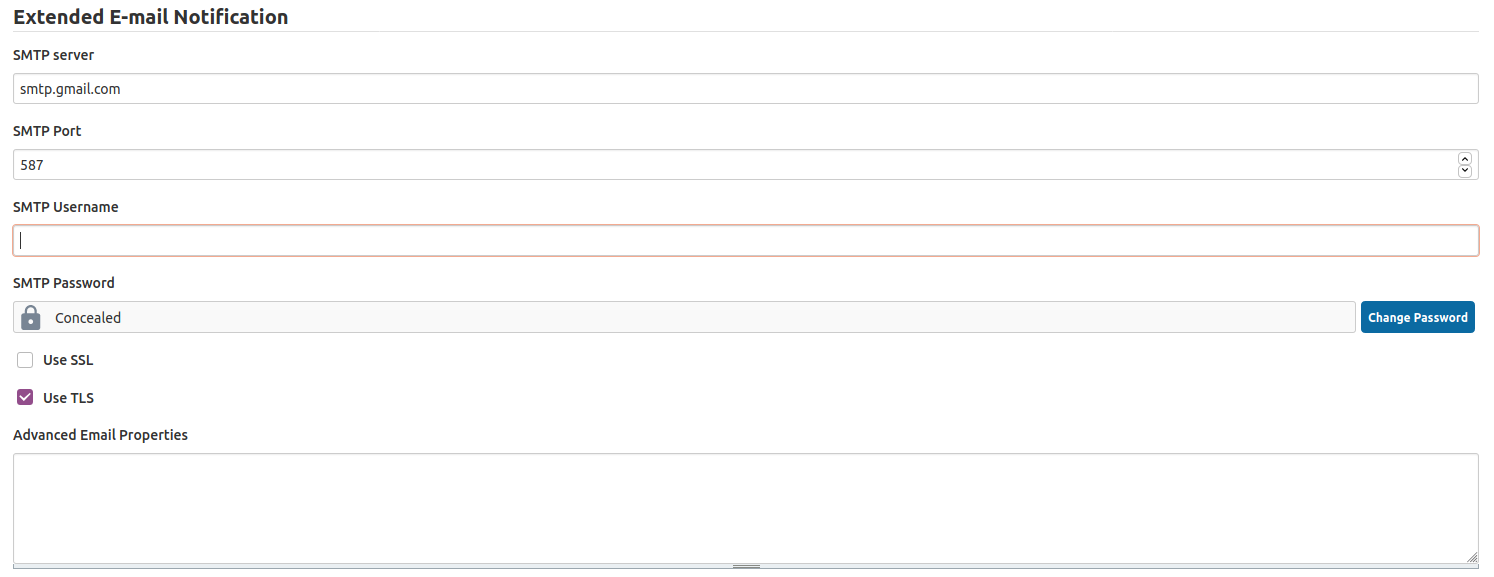 Extended E-mail Notification
SMTP server
smtp.gmail.com
SMTP Port
587
SMTP Username
SMTP Password
Concealed
Change Password
Use SSL
Use TLS
Advanced Email Properties